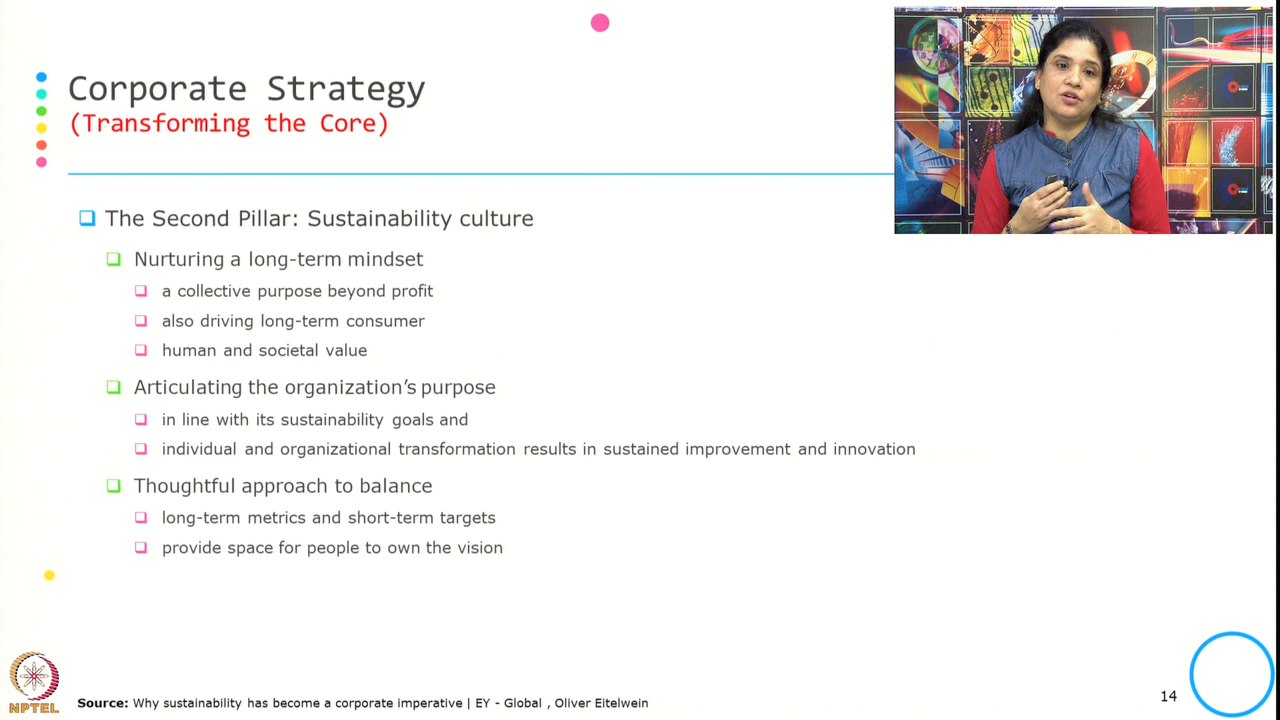 Corporate Strategy
(Transforming the Core)
The Second Pillar: Sustainability culture
Nurturing a long-term mindset
a collective purpose beyond profit
also driving long-term consumer
human and societal value
Articulating the organization's purpose
in line with its sustainability goals and
individual and organizational transformation results in sustained improvement and innovation
Thoughtful approach to balance
long-term metrics and short-term targets
provide space for people to own the vision
NPTEL
Source: Why sustainability has become a corporate imperative | EY - Global , Oliver Eitelwein
14